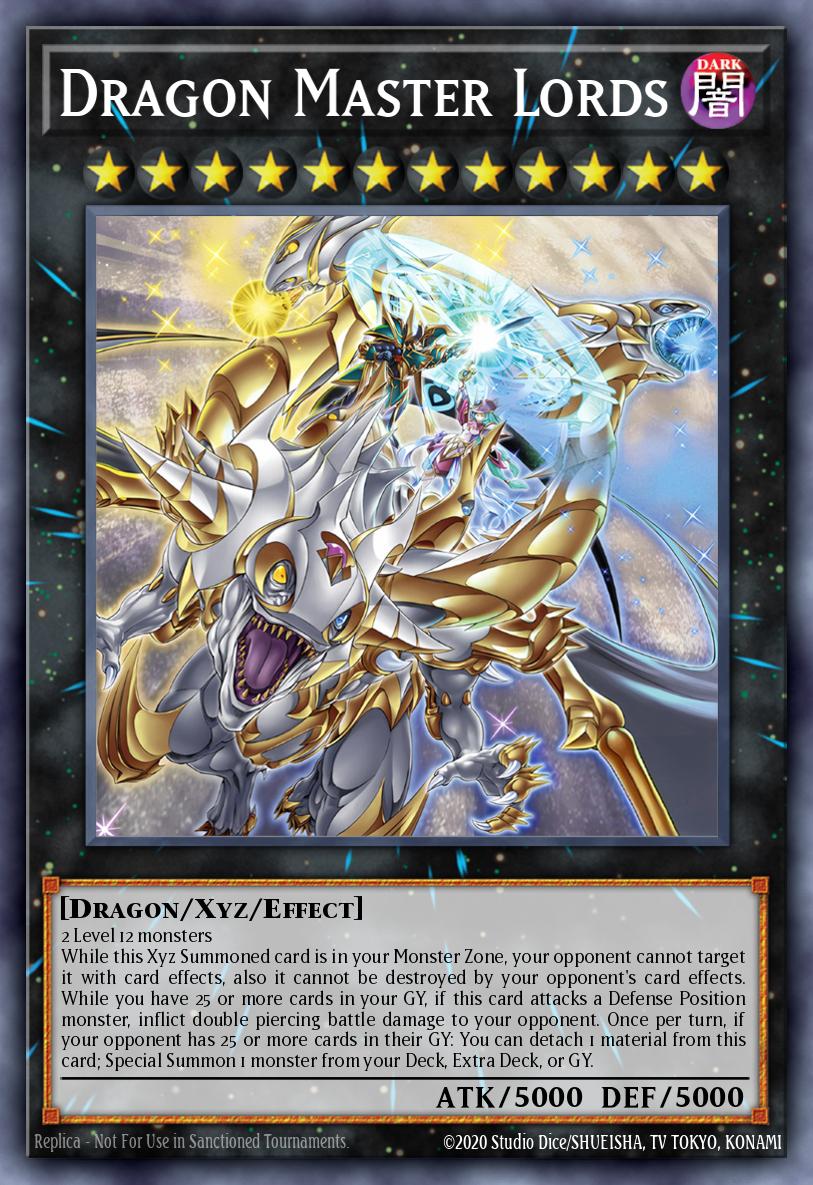 Dragon Master Lords
DARK
闇
[Dragon/Xyz/Effect]
2 Level 12 monsters
While this Xyz Summoned card is in your Monster Zone, your opponent cannot target
it with card effects, also it cannot be destroyed by your opponent's card effects.
While you have 25 or more cards in your GY, if this card attacks a Defense Position
monster, inflict double piercing battle damage to your opponent. Once per turn, if
your opponent has 25 or more cards in their GY: You can detach 1 material from this
card; Special Summon 1 monster from your Deck, Extra Deck, or GY.
ATK/5000 DEF/5000
Replica - Not For Use in Sanctioned Tournaments.
©2020 Studio Dice/SHUEISHA, TV TOKYO, KONAMI